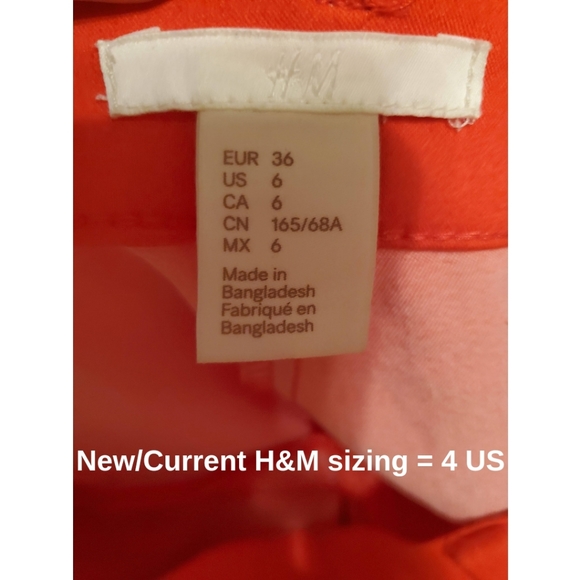 H&M
EUR 36
US 6
CA 6
CN 165/68A
MX 6
Made in
Bangladesh
Fabriqué en
Bangladesh
New/Current H&M sizing = 4 US